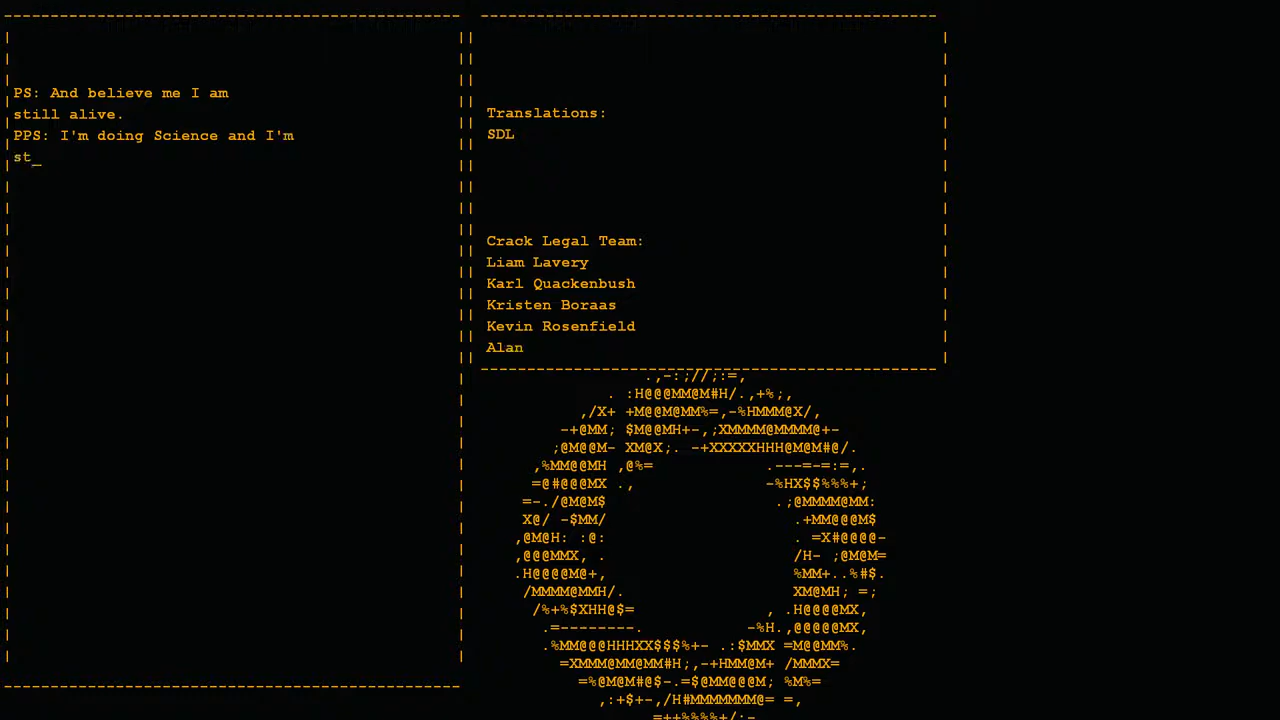 PS: And believe me I am
still alive.
PPS: I'm doing Science and I'm
st_
Translations:
SDL
Crack Legal Team:
Liam Lavery
Karl Quackenbush
Kristen Boraas
Kevin Rosenfield
Alan